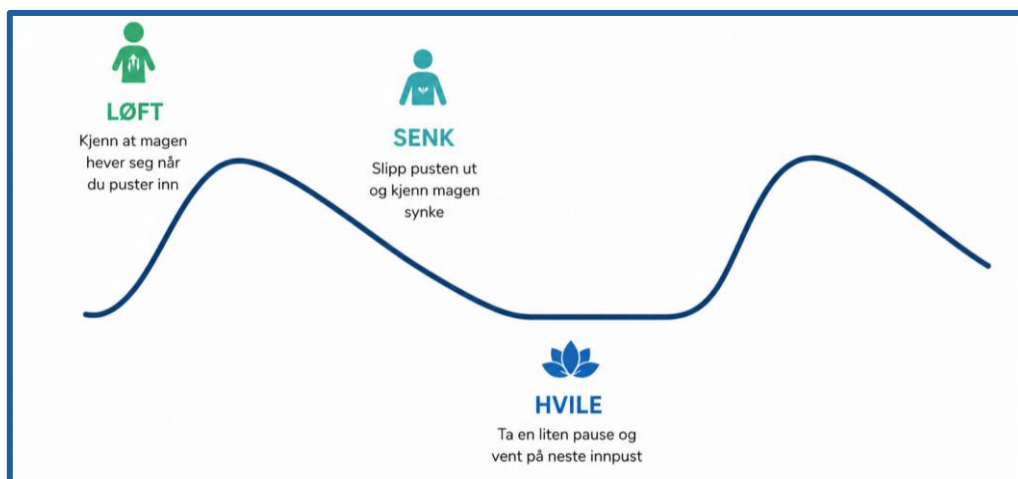 LØFT
Kjenn at magen
hever seg når
du puster inn
SENK
Slipp pusten ut
og kjenn magen
synke
HVILE
Ta en liten pause og
vent på neste innpust